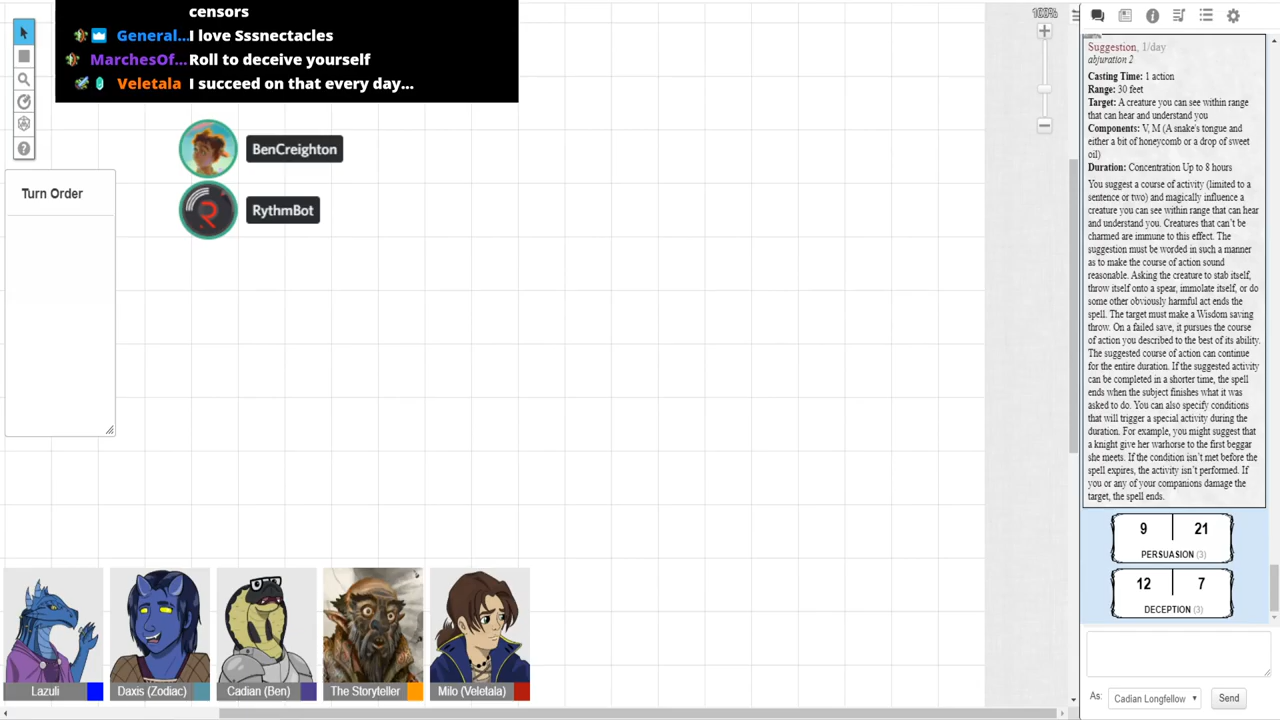 censors
General... I love Sssnectacles
MarchesOf... Roll to deceive yourself
Veletala I succeed on that every day...
BenCreighton
RythmBot
Turn Order
100%
Suggestion, 1/day
abjuration 2
Casting Time: 1 action
Range: 30 feet
Target: A creature you can see within range
that can hear and understand you
Components: V, M (A snake's tongue and
either a bit of honeycomb or a drop of sweet
oil)
Duration: Concentration Up to 8 hours
You suggest a course of activity (limited to a
sentence or two) and magically influence a
creature you can see within range that can hear
and understand you. Creatures that can't be
charmed are immune to this effect. The
suggestion must be worded in such a manner
as to make the course of action sound
reasonable. Asking the creature to stab itself,
throw itself onto a spear, immolate itself, or do
some other obviously harmful act ends the
spell. The target must make a Wisdom saving
throw. On a failed save, it pursues the course
of action you described to the best of its ability.
The suggested course of action can continue
for the entire duration. If the suggested activity
can be completed in a shorter time, the spell
ends when the subject finishes what it was
asked to do. You can also specify conditions
that will trigger a special activity during the
duration. For example, you might suggest that
a knight give her warhorse to the first beggar
she meets. If the condition isn't met before the
spell expires, the activity isn't performed. If
you or any of your companions damage the
target, the spell ends.
9 21
PERSUASION (3)
12 7
DECEPTION (3)
As: Cadian Longfellow Send
Lazuli
Daxis (Zodiac)
Cadian (Ben)
The Storyteller
Milo (Veletala)